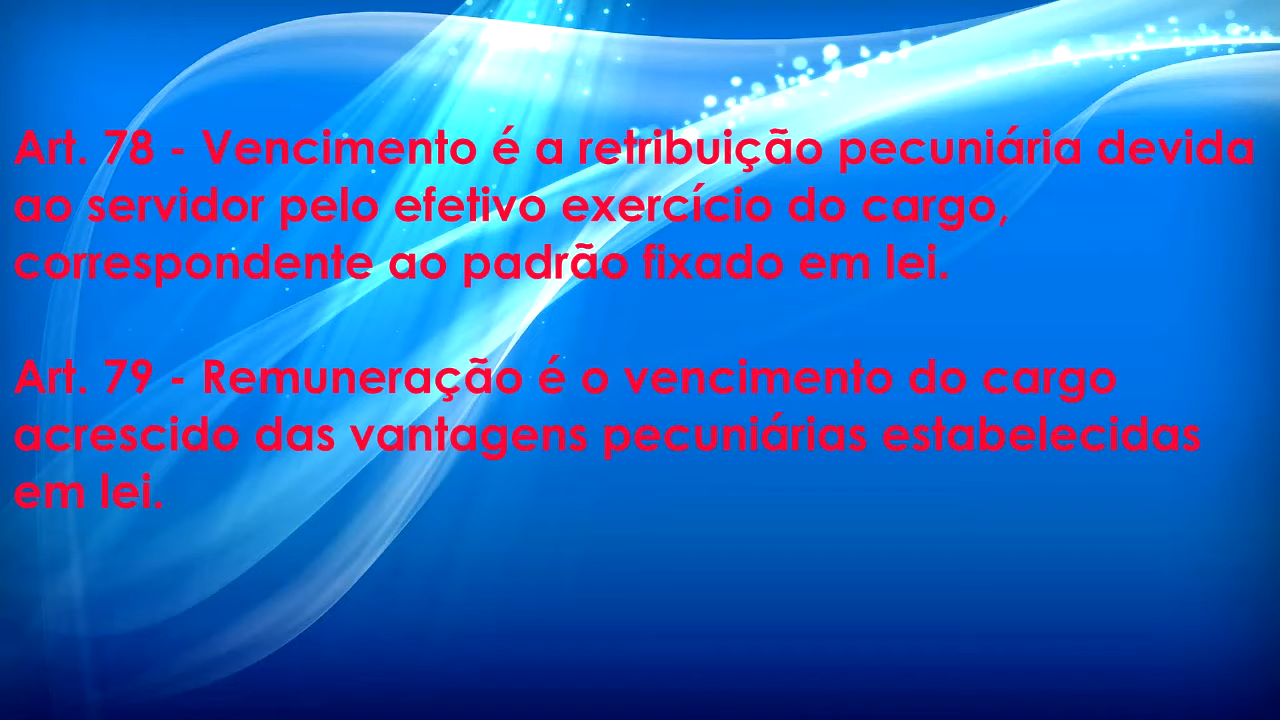 Art. 78 - Vencimento é a retribuição pecuniária devida
ao servidor pelo efetivo exercício do cargo,
correspondente ao padrão fixado em lei.
Art. 79 - Remuneração é o vencimento do cargo
acrescido das vantagens pecuniárias estabelecidas
em lei.